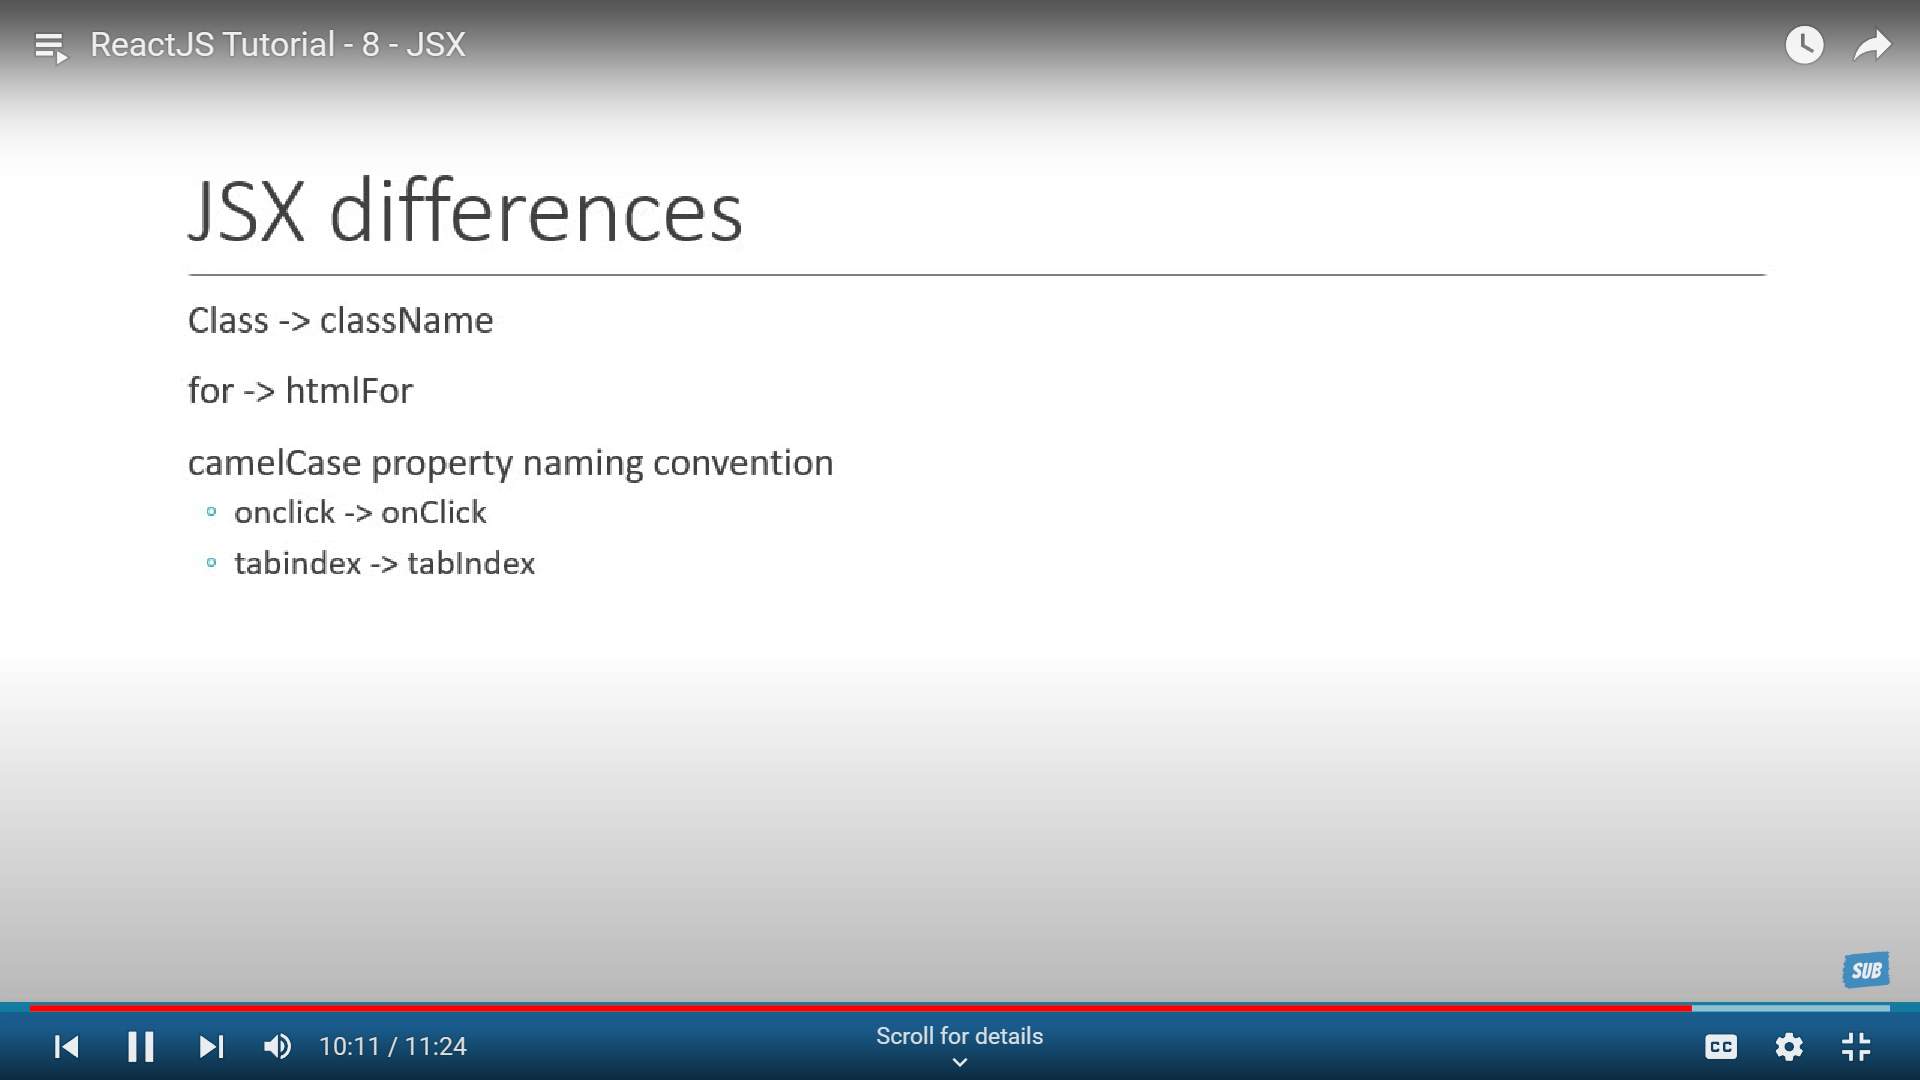 ReactJS Tutorial - 8 - JSX
JSX differences
Class -> className
for -> htmlFor
camelCase property naming convention
onclick -> onClick
tabindex -> tabIndex
SUB
10:11 / 11:24
Scroll for details
CC